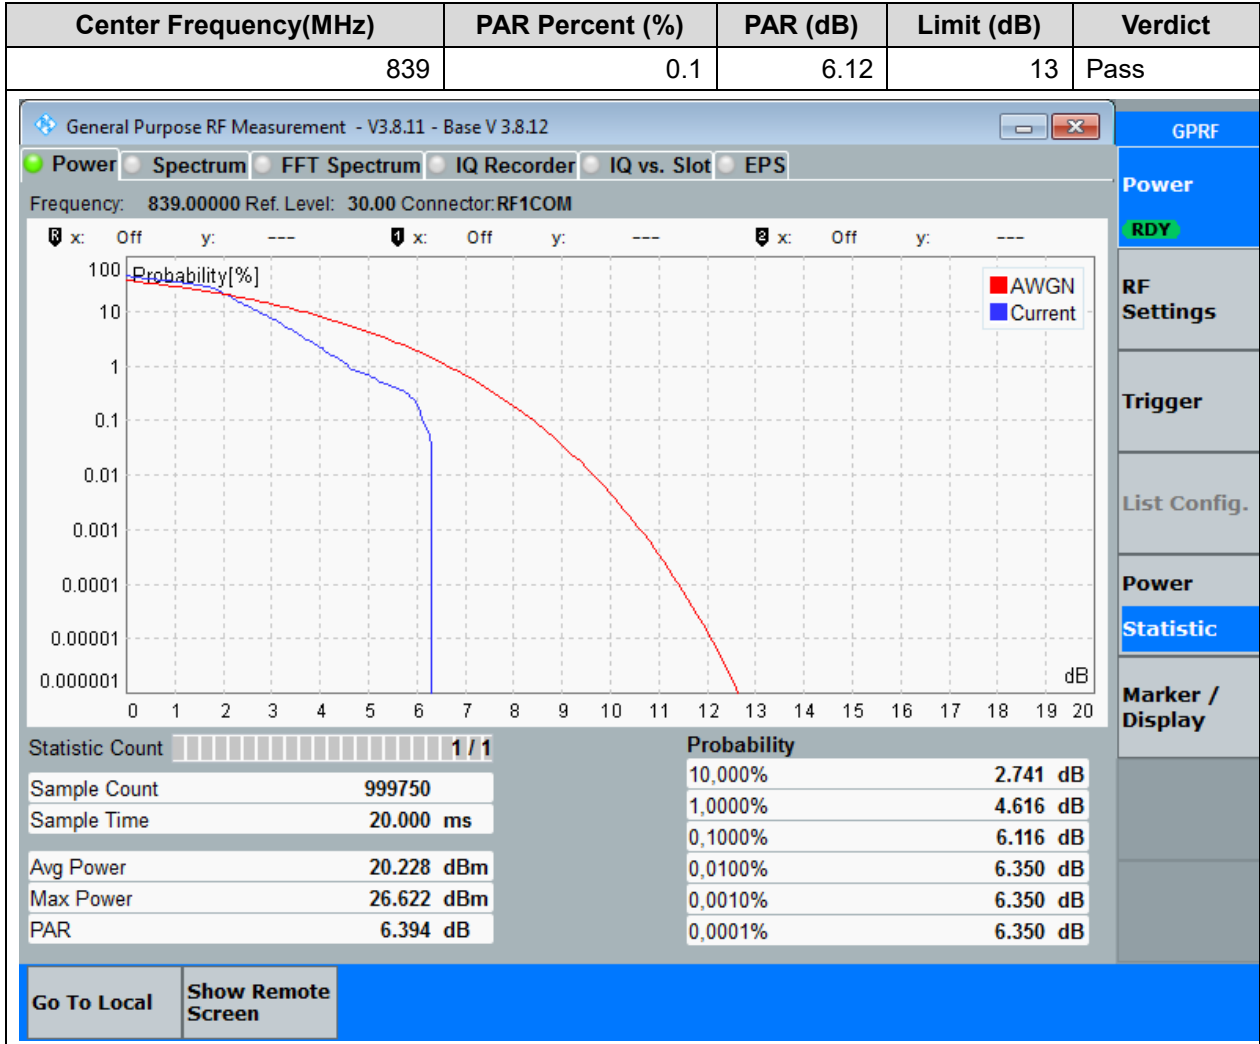 Center Frequency(MHz) PAR Percent (%) PAR (dB) Limit (dB) Verdict
839 0.1 6.12 13 Pass
General Purpose RF Measurement - V3.8.11 - Base V 3.8.12
GPRF
Power Spectrum FFT Spectrum IQ Recorder IQ vs. Slot EPS
Frequency: 839.00000 Ref. Level: 30.00 Connector: RF1COM
R x: Off y: --- 1 x: Off y: --- 2 x: Off y: ---
Probability[%]
AWGN
Current
100
10
1
0.1
0.01
0.001
0.0001
0.00001
0.000001
dB
0 1 2 3 4 5 6 7 8 9 10 11 12 13 14 15 16 17 18 19 20
Statistic Count 1 / 1
Sample Count 999750
Sample Time 20.000 ms
Avg Power 20.228 dBm
Max Power 26.622 dBm
PAR 6.394 dB
Probability
10,000% 2.741 dB
1,0000% 4.616 dB
0,1000% 6.116 dB
0,0100% 6.350 dB
0,0010% 6.350 dB
0,0001% 6.350 dB
Power
RDY
RF
Settings
Trigger
List Config.
Power
Statistic
Marker /
Display
Go To Local
Show Remote
Screen